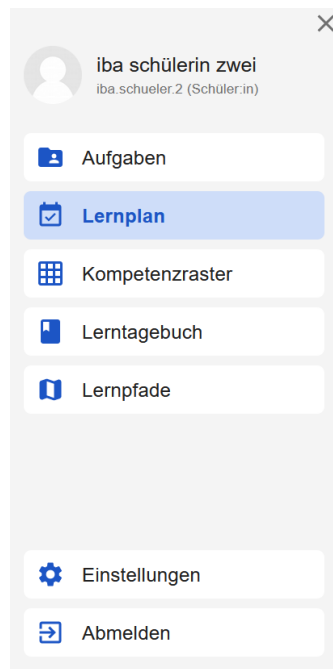 iba schülerin zwei
iba.schueler.2 (Schüler:in)
Aufgaben
Lernplan
Kompetenzraster
Lerntagebuch
Lernpfade
Einstellungen
Abmelden